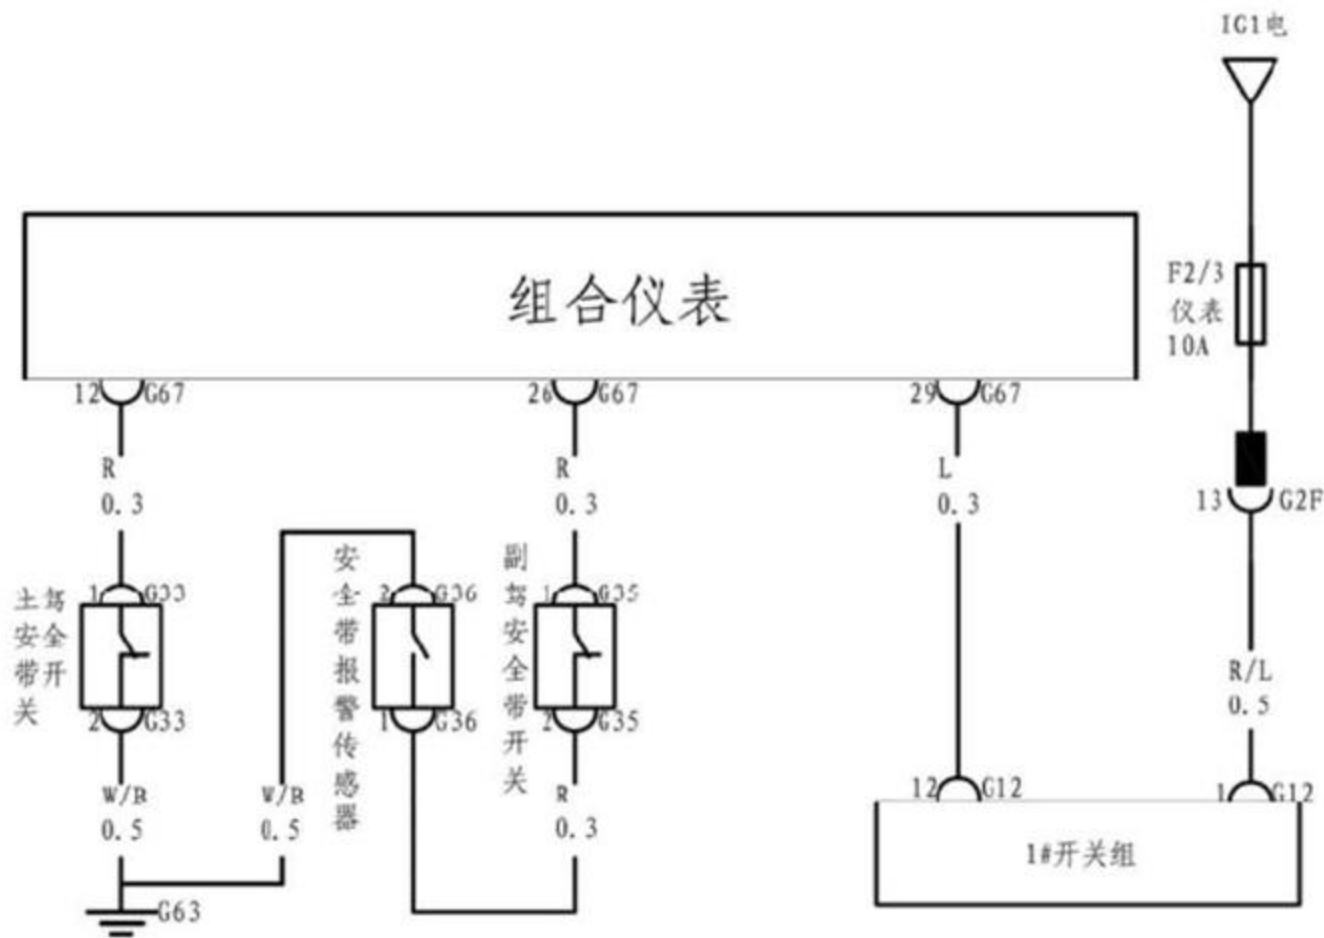 IG1电
组合仪表
F2/3
仪表
10A
12
G67
26
G67
29
G67
13
G2F
R
0.3
R
0.3
L
0.3
主驾
安全
带开
关
1
G33
2
G33
安全带报警传感器
2
G36
1
G36
副驾安全带开关
1
G35
2
G35
R/L
0.5
W/B
0.5
W/B
0.5
R
0.3
12
G12
1
G12
1#开关组
G63